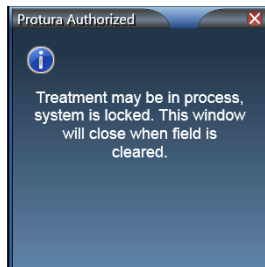 Protura Authorized
Treatment may be in process,
system is locked. This window
will close when field is
cleared.